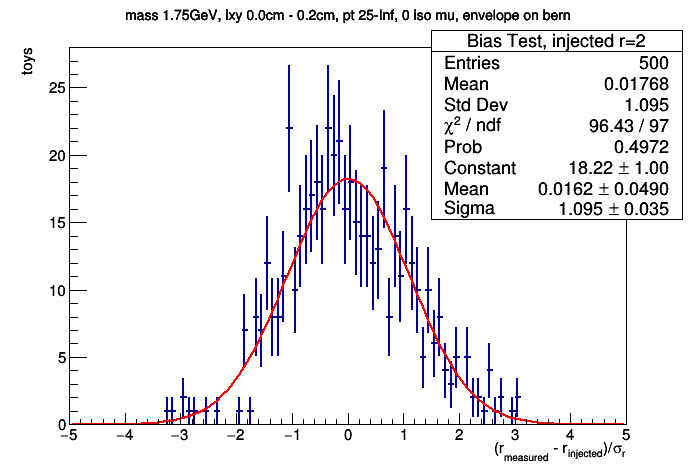 mass 1.75GeV, lxy 0.0cm - 0.2cm, pt 25-Inf, 0 Iso mu, envelope on bern
toys
Bias Test, injected r=2
Entries 500
Mean 0.01768
Std Dev 1.095
χ² / ndf 96.43 / 97
Prob 0.4972
Constant 18.22 ± 1.00
Mean 0.0162 ± 0.0490
Sigma 1.095 ± 0.035
25
20
15
10
5
0
−5 −4 −3 −2 −1 0 1 2 3 4 5
(r_measured - r_injected)/σ_r